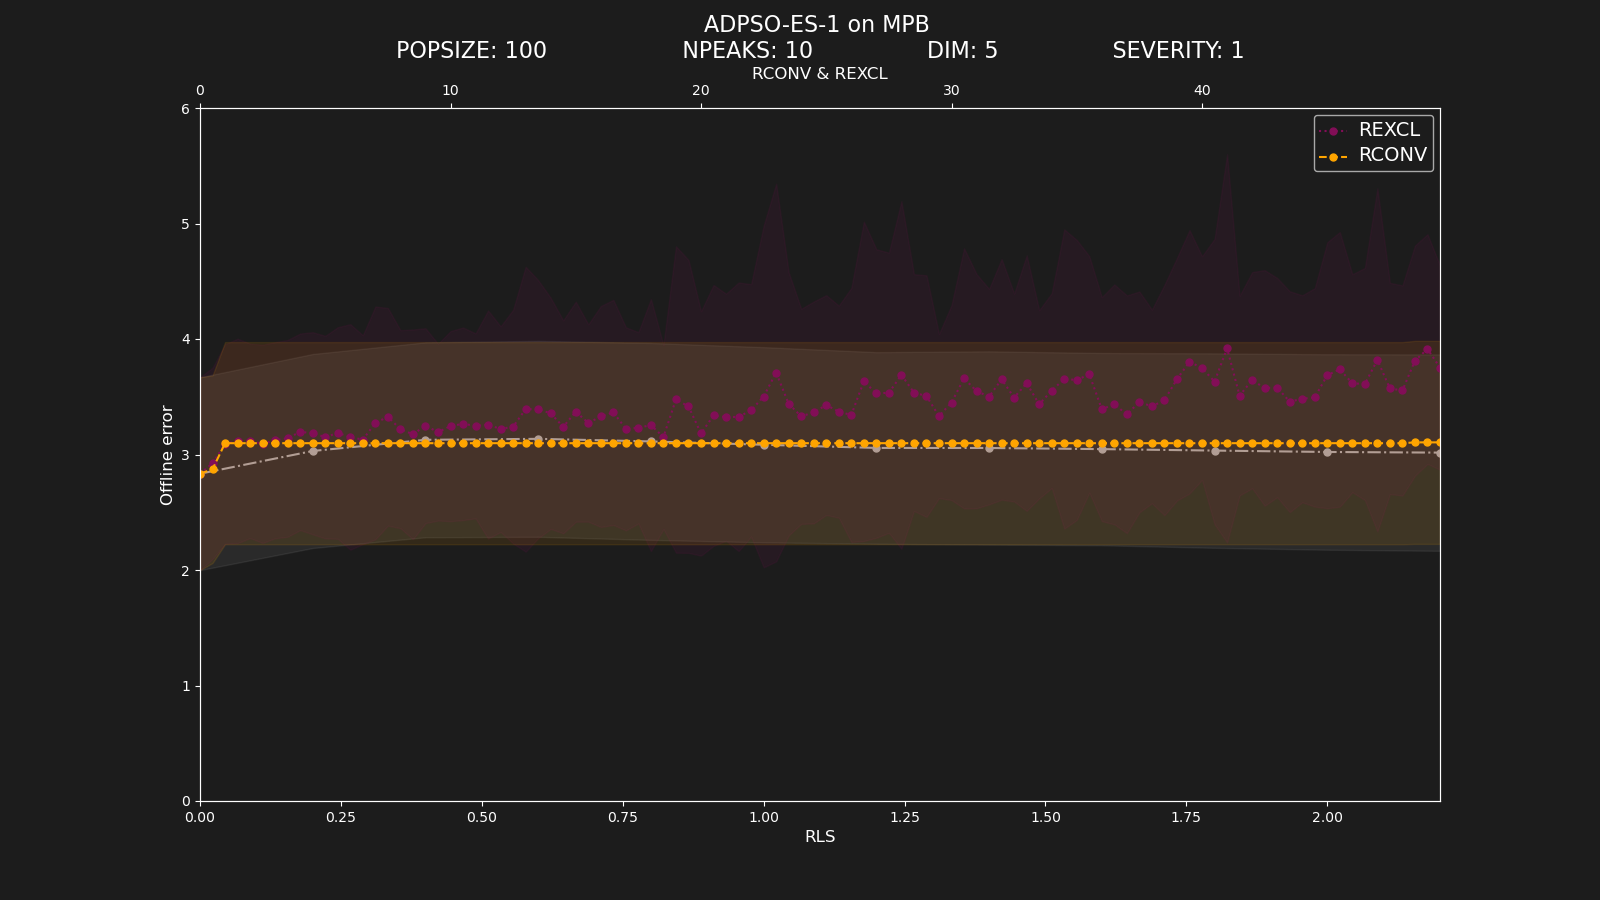 ADPSO-ES-1 on MPB
POPSIZE: 100 NPEAKS: 10 DIM: 5 SEVERITY: 1
RCONV & REXCL
0 10 20 30 40
REXCL
RCONV
6
5
4
3
2
1
0
Offline error
0.00 0.25 0.50 0.75 1.00 1.25 1.50 1.75 2.00
RLS